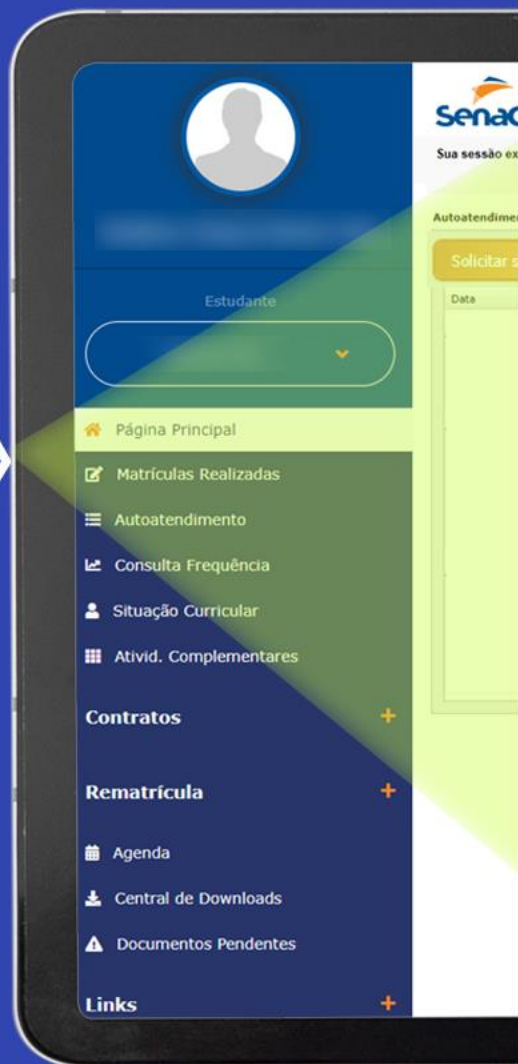 Estudante
Página Principal
Matrículas Realizadas
Autoatendimento
Consulta Frequência
Situação Curricular
Ativid. Complementares
Contratos
Rematrícula
Agenda
Central de Downloads
Documentos Pendentes
Links
Senac
Sua sessão ex
Autoatendime
Solicitar s
Data